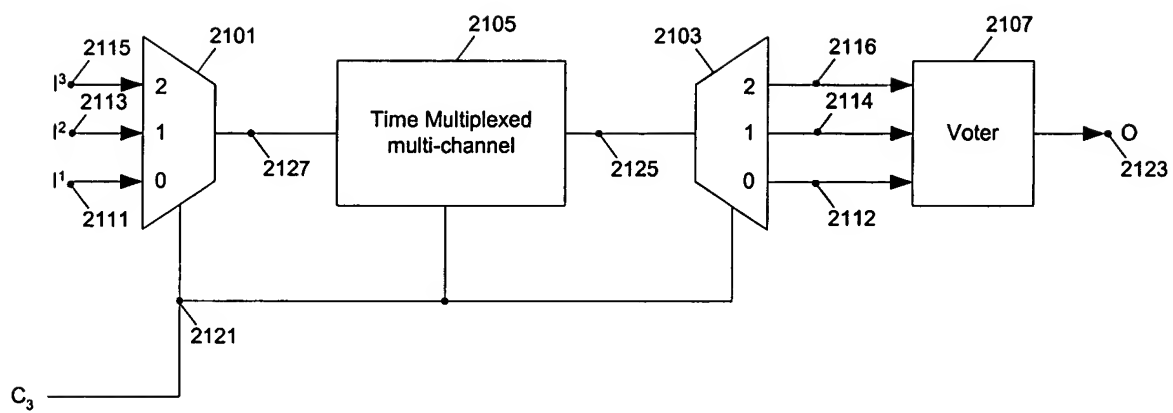 2115
2101
2105
2103
2116
2107
I³
2
2
2113
2114
I²
1
Time Multiplexed
multi-channel
1
Voter
O
I¹
0
2127
2125
0
2123
2111
2112
2121
C₃